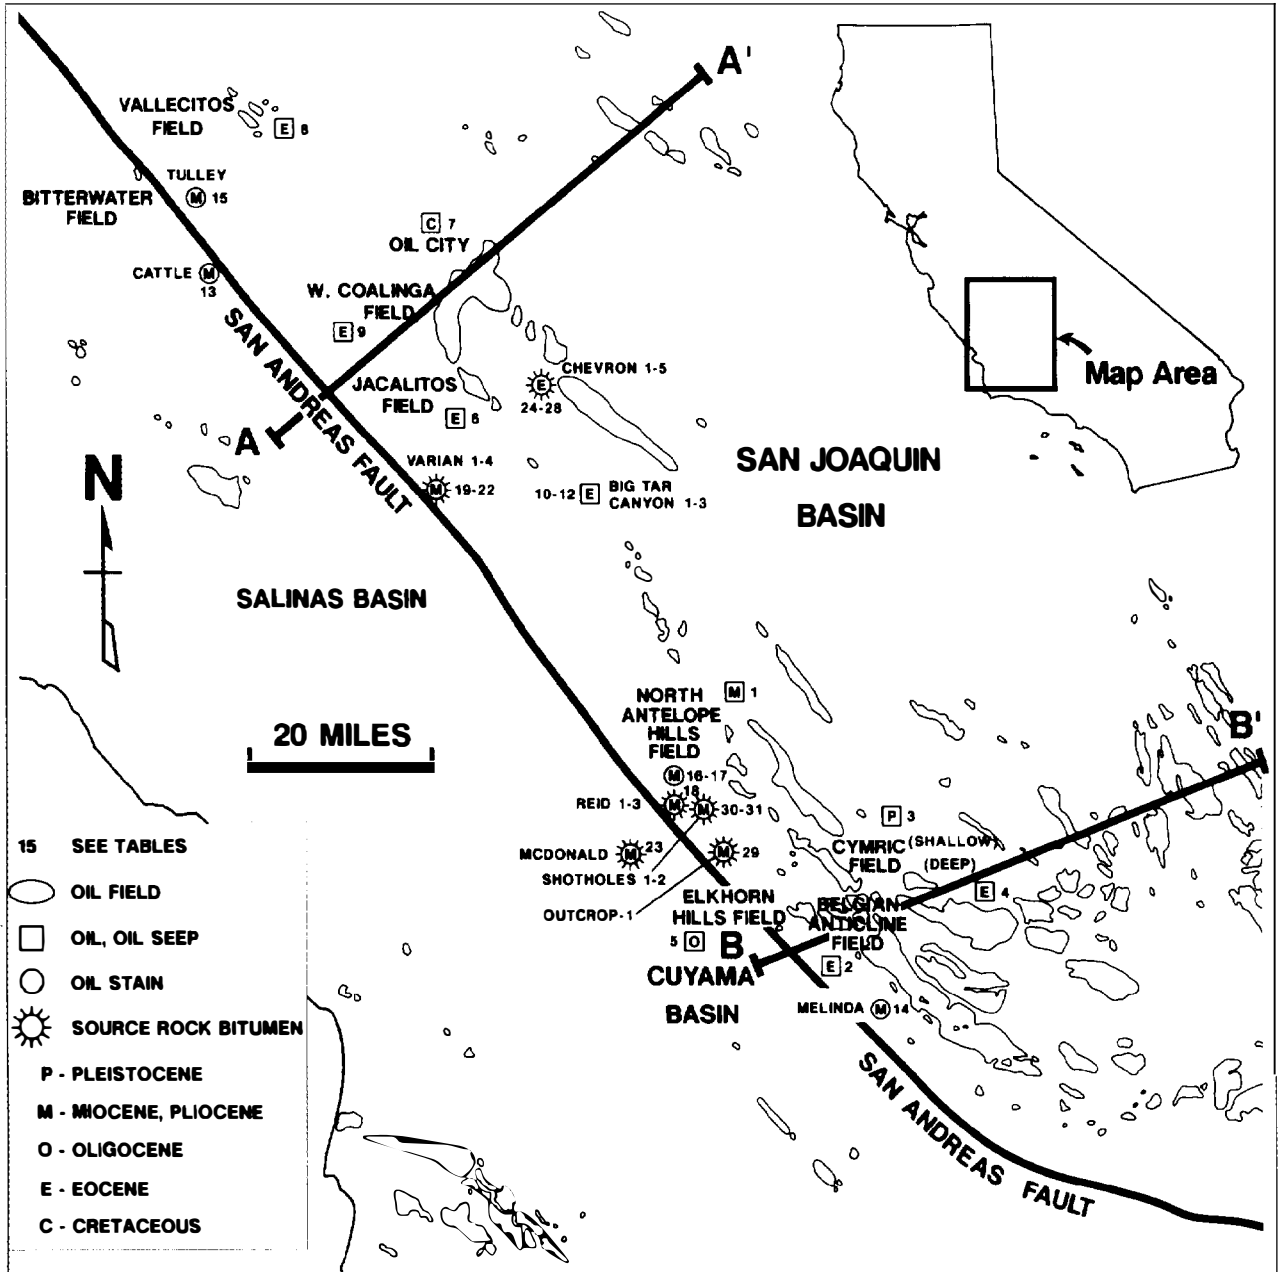 A'
VALLECITOS
FIELD
E 8
TULLEY
M 15
BITTERWATER
FIELD
C 7
OIL CITY
CATTLE M
13
W. COALINGA
FIELD
E 9
SAN ANDREAS FAULT
Map Area
JACALITOS
FIELD
E 6
CHEVRON 1-5
E
24-28
A
N
VARIAN 1-4
M 19-22
10-12 E BIG TAR
CANYON 1-3
SAN JOAQUIN
BASIN
SALINAS BASIN
20 MILES
NORTH
ANTELOPE
HILLS
FIELD
M 1
M 16-17
18
REID 1-3 M
M 30-31
B'
P 3
CYMRIC (SHALLOW)
FIELD (DEEP)
MCDONALD M 23
M 29
SHOTHOLES 1-2
OUTCROP-1
E 4
ELKHORN
HILLS FIELD
BELGIAN
ANTICLINE
FIELD
5 O
B
E 2
CUYAMA
BASIN
MELINDA M 14
SAN ANDREAS FAULT
15 SEE TABLES
OIL FIELD
OIL, OIL SEEP
OIL STAIN
SOURCE ROCK BITUMEN
P - PLEISTOCENE
M - MIOCENE, PLIOCENE
O - OLIGOCENE
E - EOCENE
C - CRETACEOUS